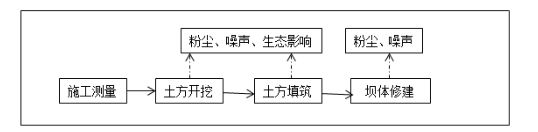 粉尘、噪声、生态影响
粉尘、噪声
施工测量
土方开挖
土方填筑
坝体修建